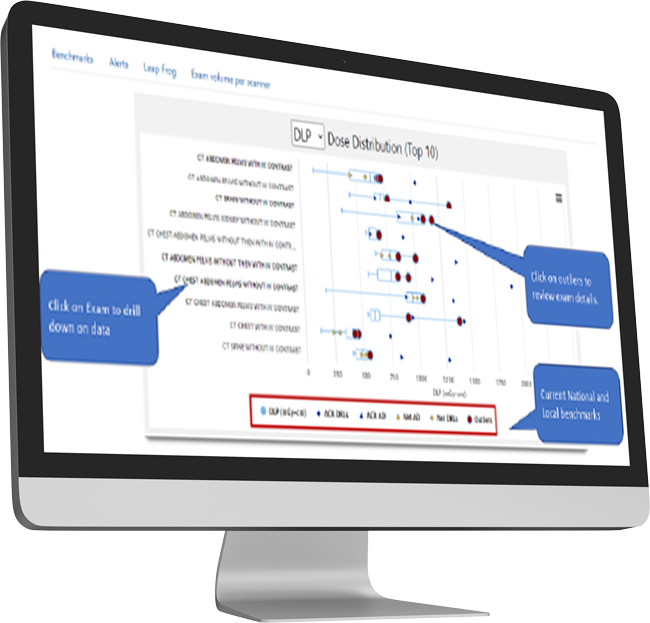 Benchmarks Alerts Leap Frog Exam volume per scanner
DLP Dose Distribution (Top 10)
CT ABDOMEN PELVIS WITH IV CONTRAST
CT ABDOMEN PELVIS WITHOUT IV CONTRAST
CT SPINE WITHOUT IV CONTRAST
CT ABDOMEN PELVIS KIDNEY WITHOUT IV CONTRAST
CT CHEST ABDOMEN PELVIS WITHOUT THEN WITH IV CONTR...
CT ABDOMEN PELVIS WITHOUT THEN WITH IV CONTRAST
CT CHEST ABDOMEN PELVIS WITHOUT IV CONTRAST
CT CHEST ABDOMEN PELVIS WITH IV CONTRAST
CT CHEST WITH IV CONTRAST
CT SPINE WITHOUT IV CONTRAST
Click on outliers to
review exam details.
Click on Exam to drill
down on data
0 250 500 750 1000 1250 1500 1750 2000
DLP (mGy-cm)
Current National and
Local benchmarks
DLP (mGy-cm) ACR DRLs ACR AD Nat AD Nat DRLs Outliers